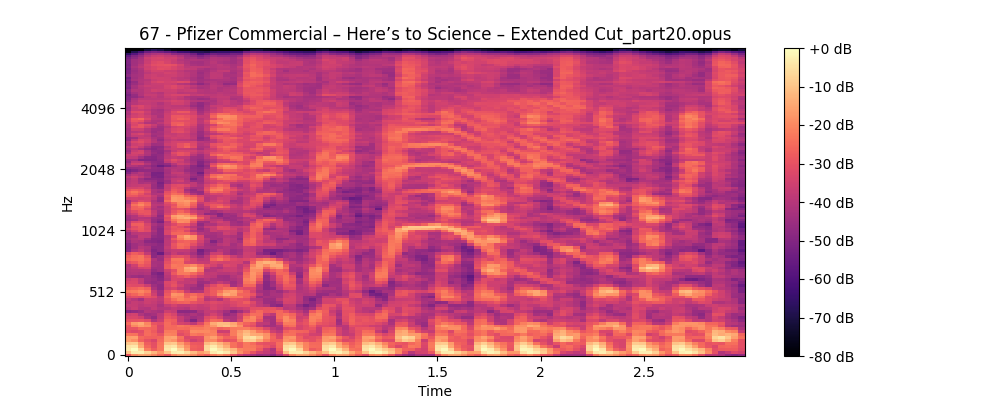 67 - Pfizer Commercial – Here’s to Science – Extended Cut_part20.opus
Hz
4096
2048
1024
512
0
0
0.5
1
1.5
2
2.5
Time
+0 dB
-10 dB
-20 dB
-30 dB
-40 dB
-50 dB
-60 dB
-70 dB
-80 dB